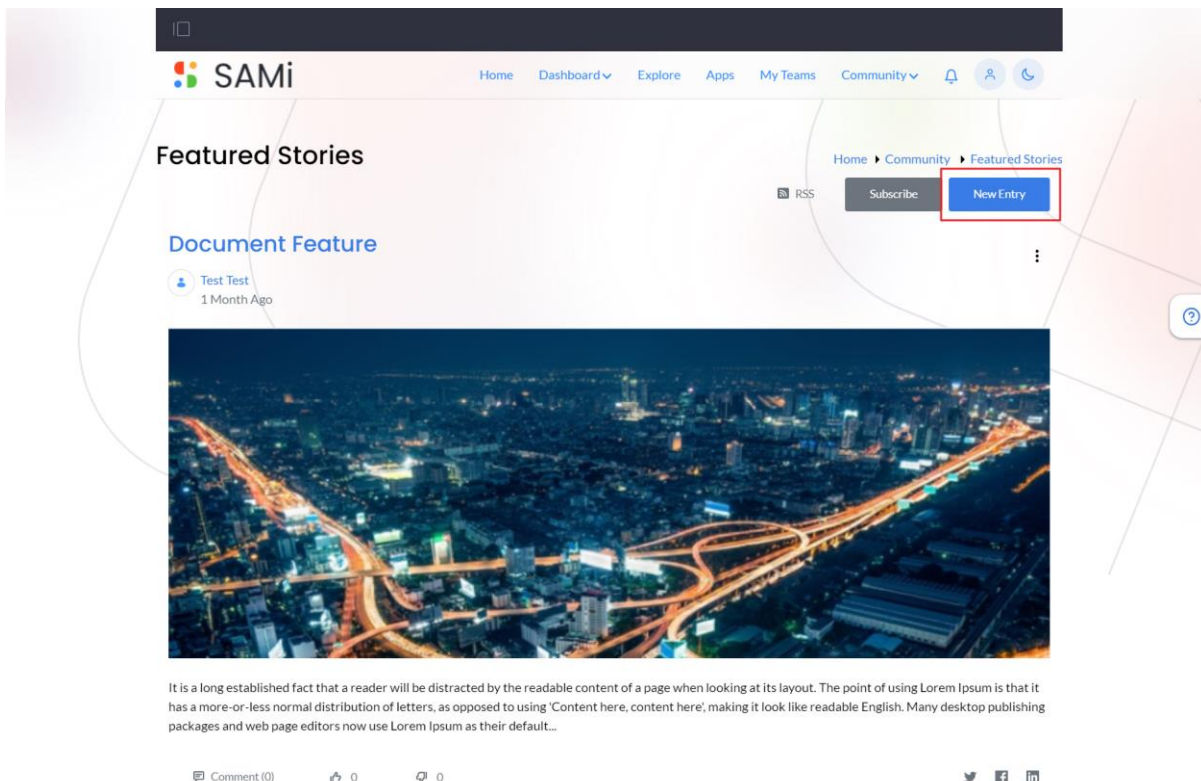 SAMi
Home Dashboard Explore Apps My Teams Community
Featured Stories
Home Community Featured Stories
RSS Subscribe New Entry
Document Feature
Test Test
1 Month Ago
It is a long established fact that a reader will be distracted by the readable content of a page when looking at its layout. The point of using Lorem Ipsum is that it
has a more-or-less normal distribution of letters, as opposed to using 'Content here, content here', making it look like readable English. Many desktop publishing
packages and web page editors now use Lorem Ipsum as their default...
Comment (0) 0 0